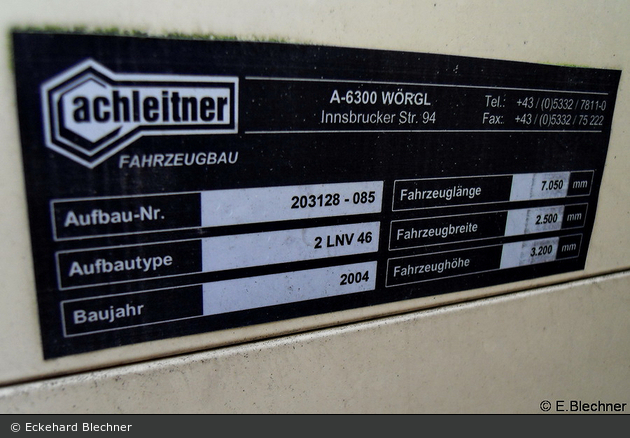 achleitner
FAHRZEUGBAU
A-6300 WÖRGL
Innsbrucker Str. 94
Tel.: +43 / (0)5332 / 7811-0
Fax: +43 / (0)5332 / 75 222
Aufbau-Nr. 203128 - 085
Aufbautype 2 LNV 46
Baujahr 2004
Fahrzeuglänge 7.050 mm
Fahrzeugbreite 2.500 mm
Fahrzeughöhe 3.200 mm
© E.Blechner
© Eckehard Blechner